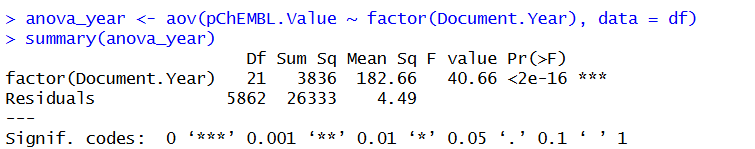 > anova_year <- aov(pChEMBL.Value ~ factor(Document.Year), data = df)
> summary(anova_year)
                        Df Sum Sq Mean Sq F value Pr(>F)
factor(Document.Year)   21   3836  182.66   40.66 <2e-16 ***
Residuals             5862  26333    4.49
---
Signif. codes:  0 ‘***’ 0.001 ‘**’ 0.01 ‘*’ 0.05 ‘.’ 0.1 ‘ ’ 1